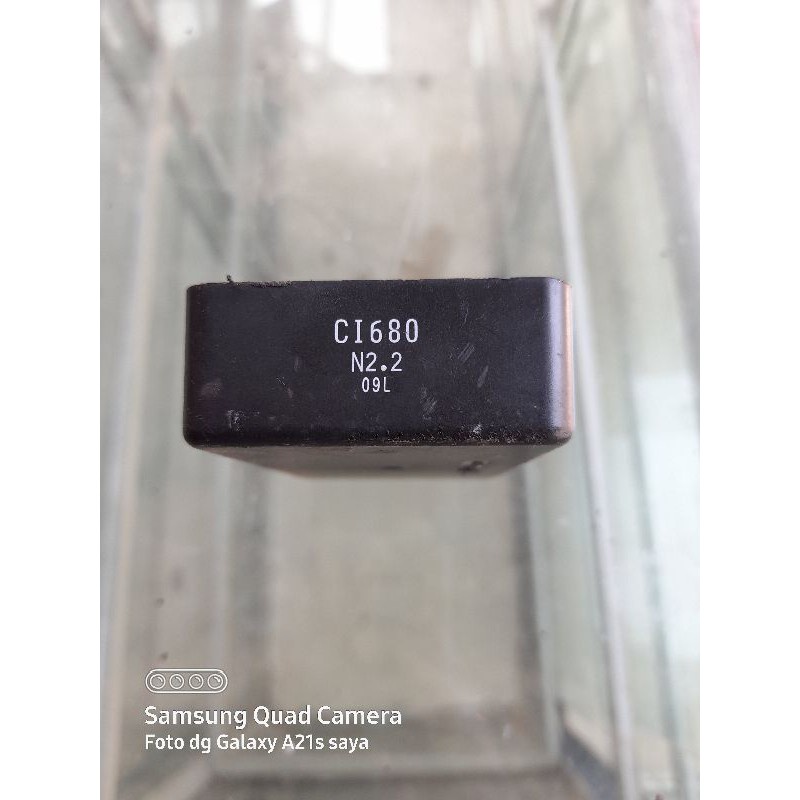 CI680
N2.2
09L
Samsung Quad Camera
Foto dg Galaxy A21s saya